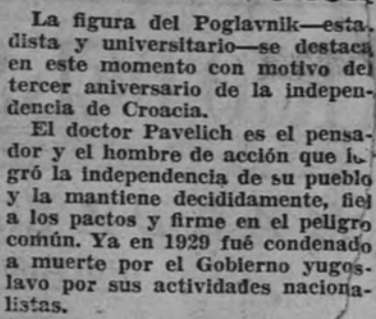 La figura del Poglavnik—esta-
dista y universitario—se destaca
en este momento con motivo del
tercer aniversario de la indepen-
dencia de Croacia.
El doctor Pavelich es el pensa-
dor y el hombre de acción que lo-
gró la independencia de su pueblo
y la mantiene decididamente, fiel
a los pactos y firme en el peligro
común. Ya en 1929 fué condenado
a muerte por el Gobierno yugos-
lavo por sus actividades naciona-
listas.